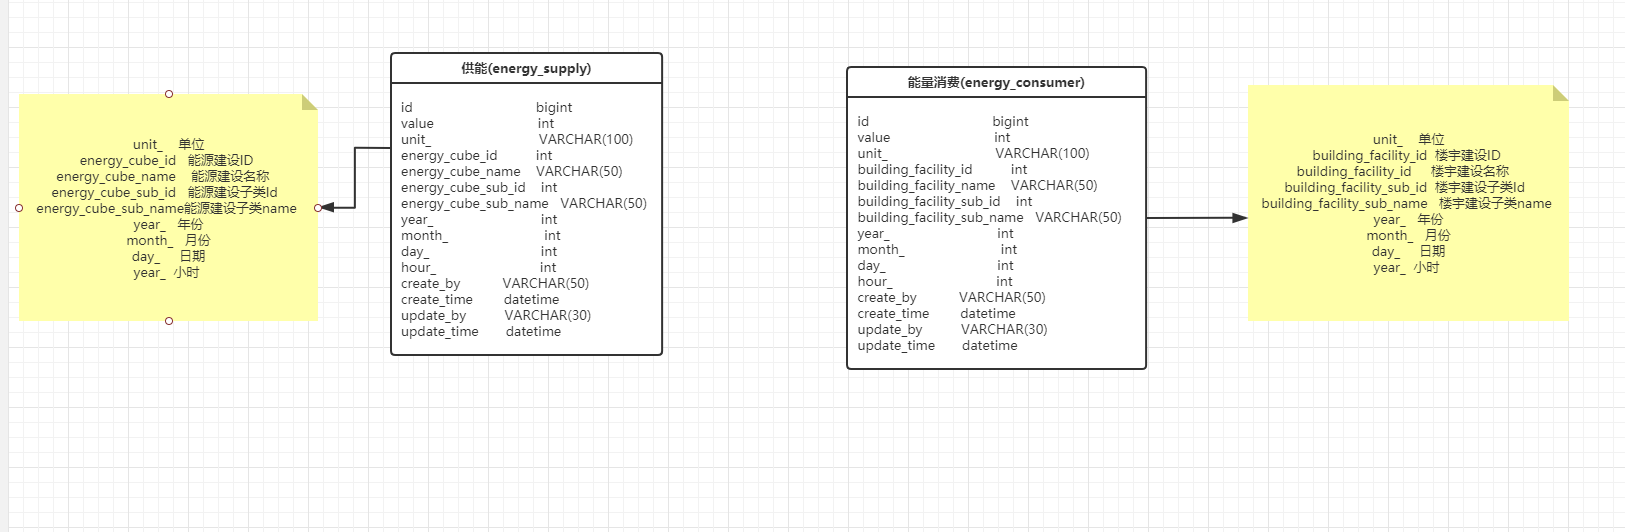 unit_ 单位
energy_cube_id 能源建设ID
energy_cube_name 能源建设名称
energy_cube_sub_id 能源建设子类Id
energy_cube_sub_name能源建设子类name
year_ 年份
month_ 月份
day_ 日期
year_ 小时
供能(energy_supply)
id bigint
value int
unit_ VARCHAR(100)
energy_cube_id int
energy_cube_name VARCHAR(50)
energy_cube_sub_id int
energy_cube_sub_name VARCHAR(50)
year_ int
month_ int
day_ int
hour_ int
create_by VARCHAR(50)
create_time datetime
update_by VARCHAR(30)
update_time datetime
能量消费(energy_consumer)
id bigint
value int
unit_ VARCHAR(100)
building_facility_id int
building_facility_name VARCHAR(50)
building_facility_sub_id int
building_facility_sub_name VARCHAR(50)
year_ int
month_ int
day_ int
hour_ int
create_by VARCHAR(50)
create_time datetime
update_by VARCHAR(30)
update_time datetime
unit_ 单位
building_facility_id 楼宇建设ID
building_facility_id 楼宇建设名称
building_facility_sub_id 楼宇建设子类Id
building_facility_sub_name 楼宇建设子类name
year_ 年份
month_ 月份
day_ 日期
year_ 小时